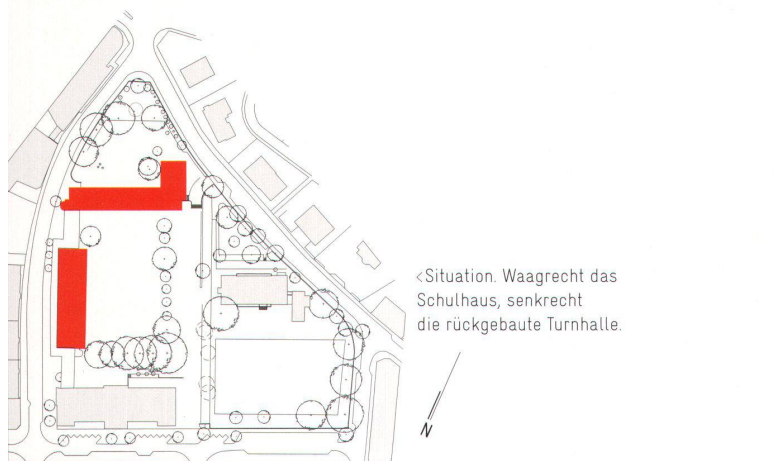 <Situation. Waagrecht das
Schulhaus, senkrecht
die rückgebaute Turnhalle.
N